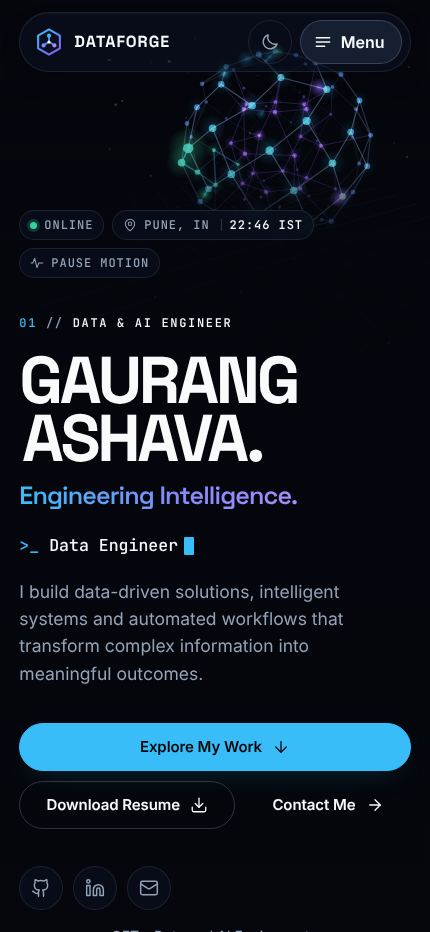 DATAFORGE
Menu
ONLINE
PUNE, IN 22:46 IST
PAUSE MOTION
01 // DATA & AI ENGINEER
GAURANG
ASHAVA.
Engineering Intelligence.
>_ Data Engineer
I build data-driven solutions, intelligent
systems and automated workflows that
transform complex information into
meaningful outcomes.
Explore My Work
Download Resume
Contact Me